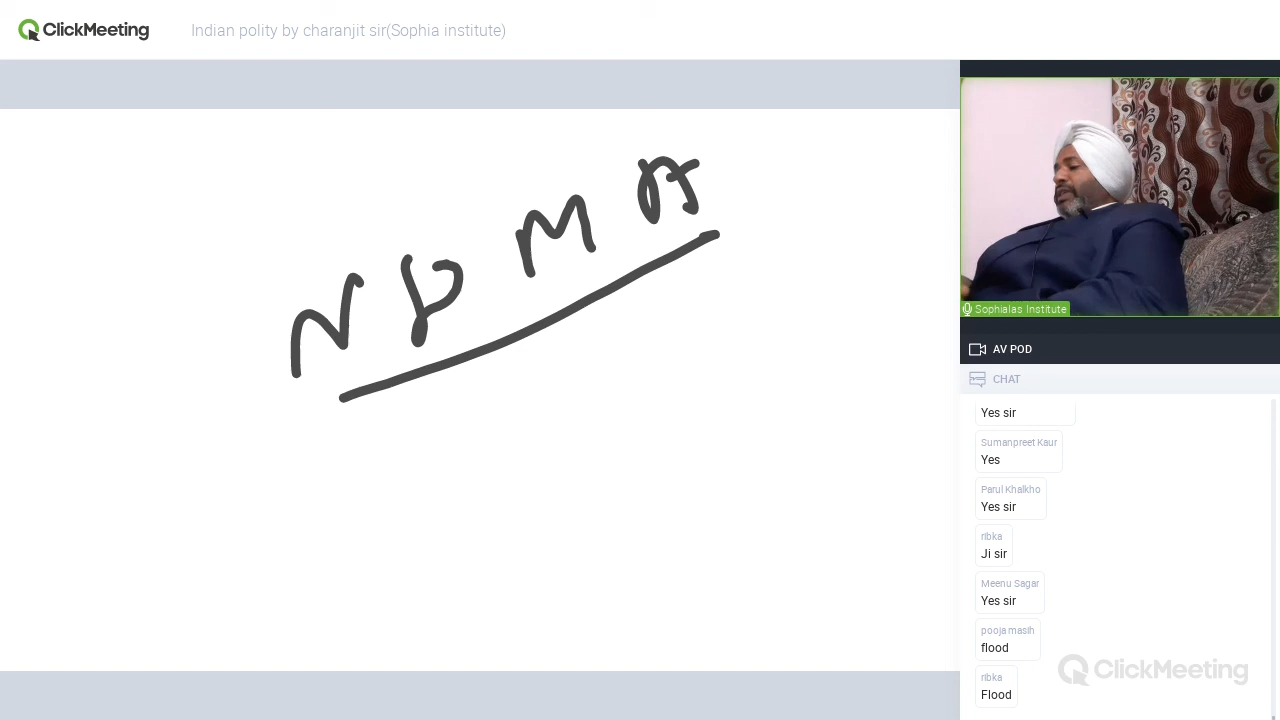 ClickMeeting
Indian polity by charanjit sir(Sophia institute)
N D M A
Sophiaias Institute
AV POD
CHAT
Yes sir
Sumanpreet Kaur
Yes
Parul Khalkho
Yes sir
ribka
Ji sir
Meenu Sagar
Yes sir
pooja masih
flood
ribka
Flood
ClickMeeting